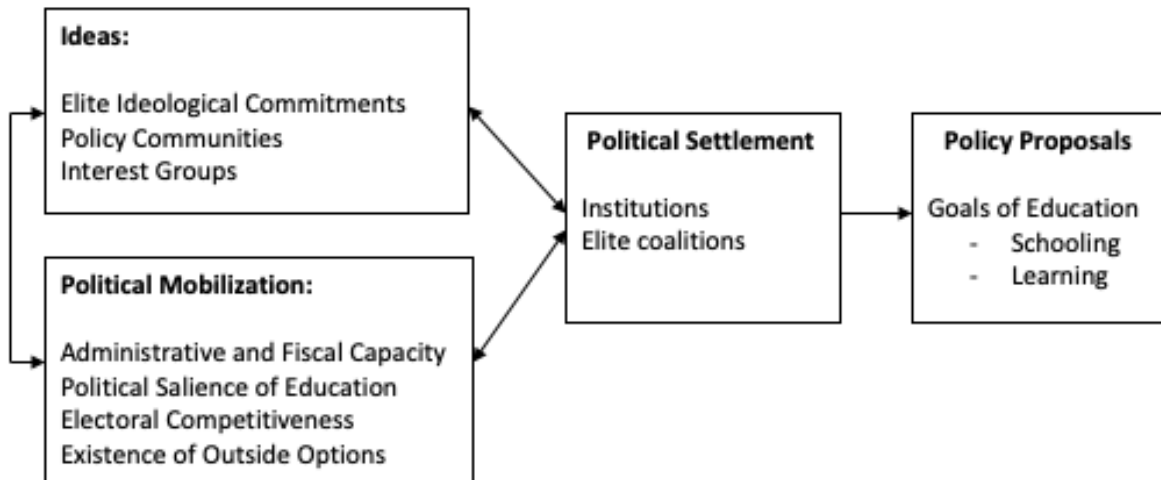 Ideas:
Elite Ideological Commitments
Policy Communities
Interest Groups
Political Mobilization:
Administrative and Fiscal Capacity
Political Salience of Education
Electoral Competitiveness
Existence of Outside Options
Political Settlement
Institutions
Elite coalitions
Policy Proposals
Goals of Education
- Schooling
- Learning